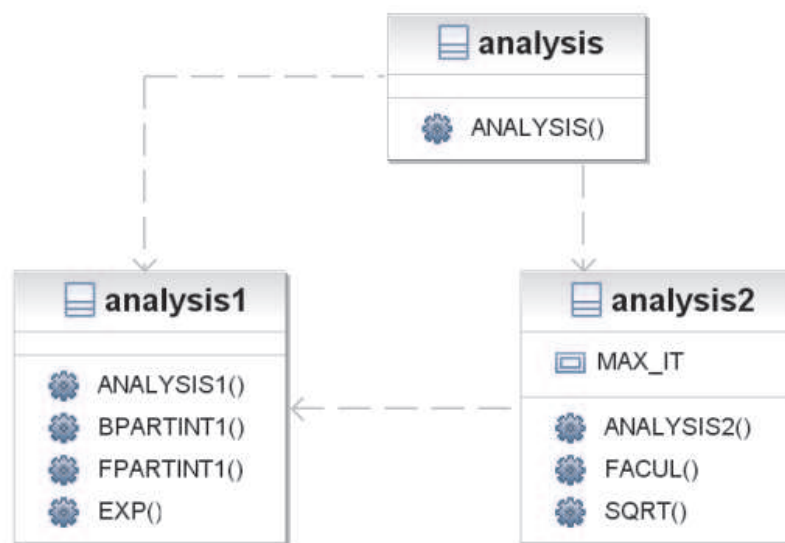 analysis
ANALYSIS()
analysis1
ANALYSIS1()
BPARTINT1()
FPARTINT1()
EXP()
analysis2
MAX_IT
ANALYSIS2()
FACUL()
SQRT()